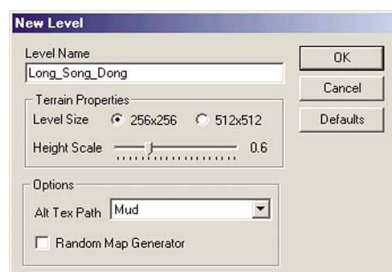 New Level
Level Name
Long_Song_Dong
Terrain Properties
Level Size 256x256 512x512
Height Scale 0.6
Options
Alt Tex Path Mud
Random Map Generator
OK
Cancel
Defaults